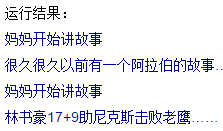 运行结果：
妈妈开始讲故事
很久很久以前有一个阿拉伯的故事…
妈妈开始讲故事
林书豪17+9助尼克斯击败老鹰……